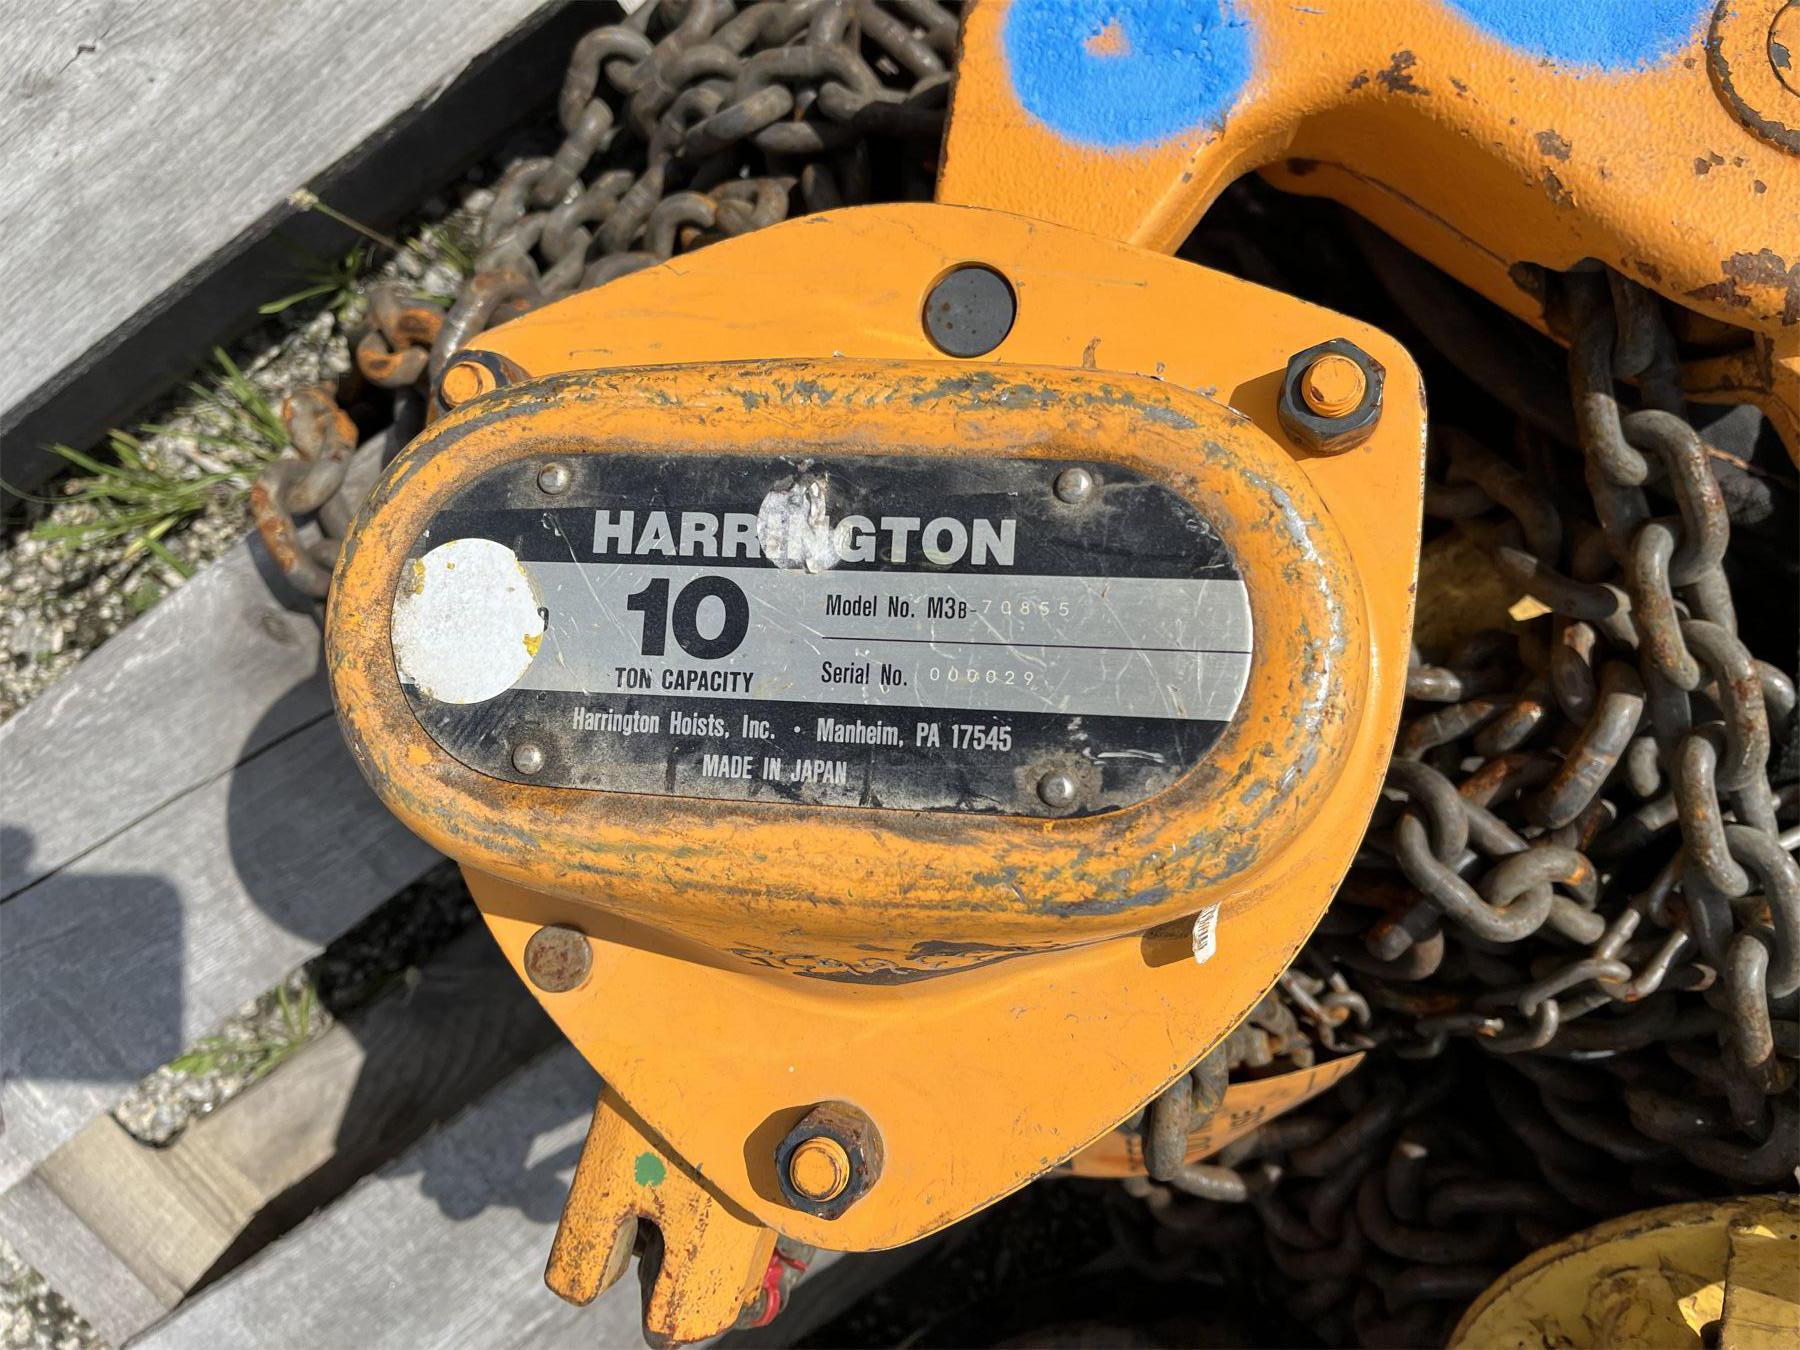 HARRINGTON
10
TON CAPACITY
Model No. M3B-70855
Serial No. 000029
Harrington Hoists, Inc. • Manheim, PA 17545
MADE IN JAPAN